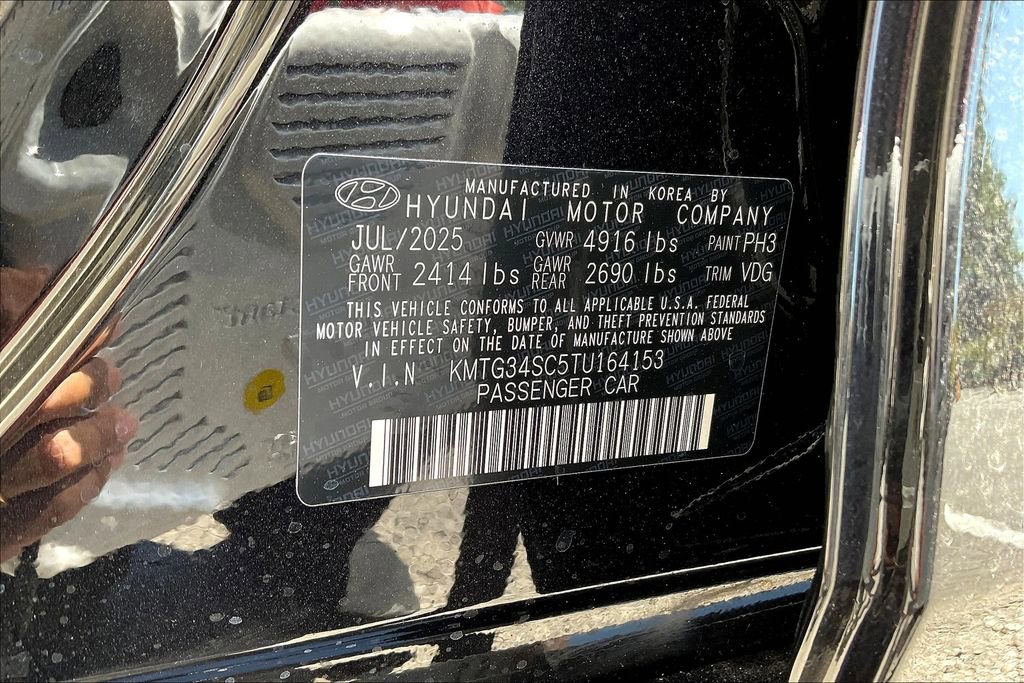 MANUFACTURED IN KOREA BY
HYUNDAI MOTOR COMPANY
JUL/2025 GVWR 4916 lbs PAINT PH3
GAWR FRONT 2414 lbs GAWR REAR 2690 lbs TRIM VDG
THIS VEHICLE CONFORMS TO ALL APPLICABLE U.S.A. FEDERAL
MOTOR VEHICLE SAFETY, BUMPER, AND THEFT PREVENTION STANDARDS
IN EFFECT ON THE DATE OF MANUFACTURE SHOWN ABOVE
V.I.N KMTG34SC5TU164153
PASSENGER CAR